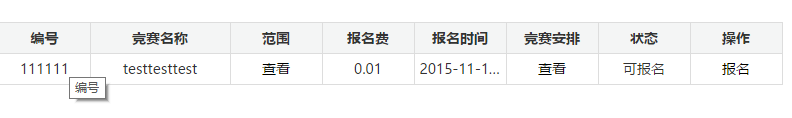 编号 竞赛名称 范围 报名费 报名时间 竞赛安排 状态 操作
111111 testtesttest 查看 0.01 2015-11-1... 查看 可报名 报名
编号